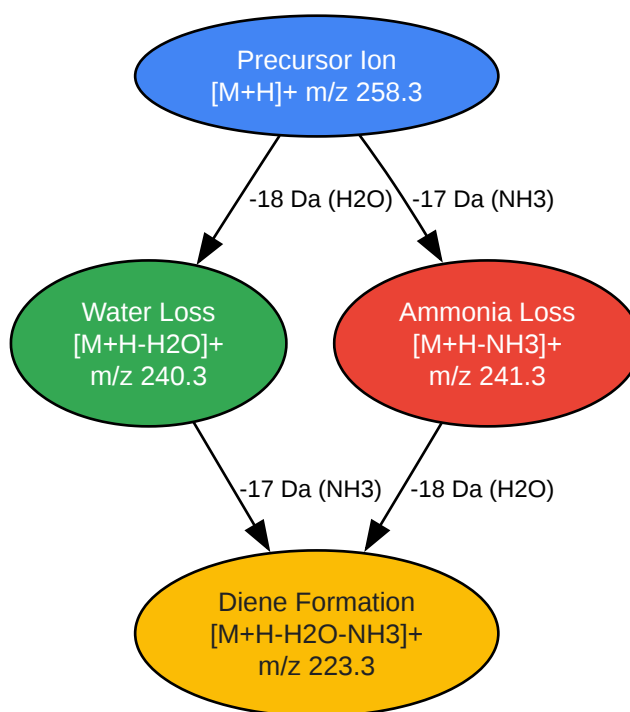 Precursor Ion
[M+H]+ m/z 258.3
-18 Da (H2O)
-17 Da (NH3)
Water Loss
[M+H-H2O]+
m/z 240.3
Ammonia Loss
[M+H-NH3]+
m/z 241.3
-17 Da (NH3)
-18 Da (H2O)
Diene Formation
[M+H-H2O-NH3]+
m/z 223.3